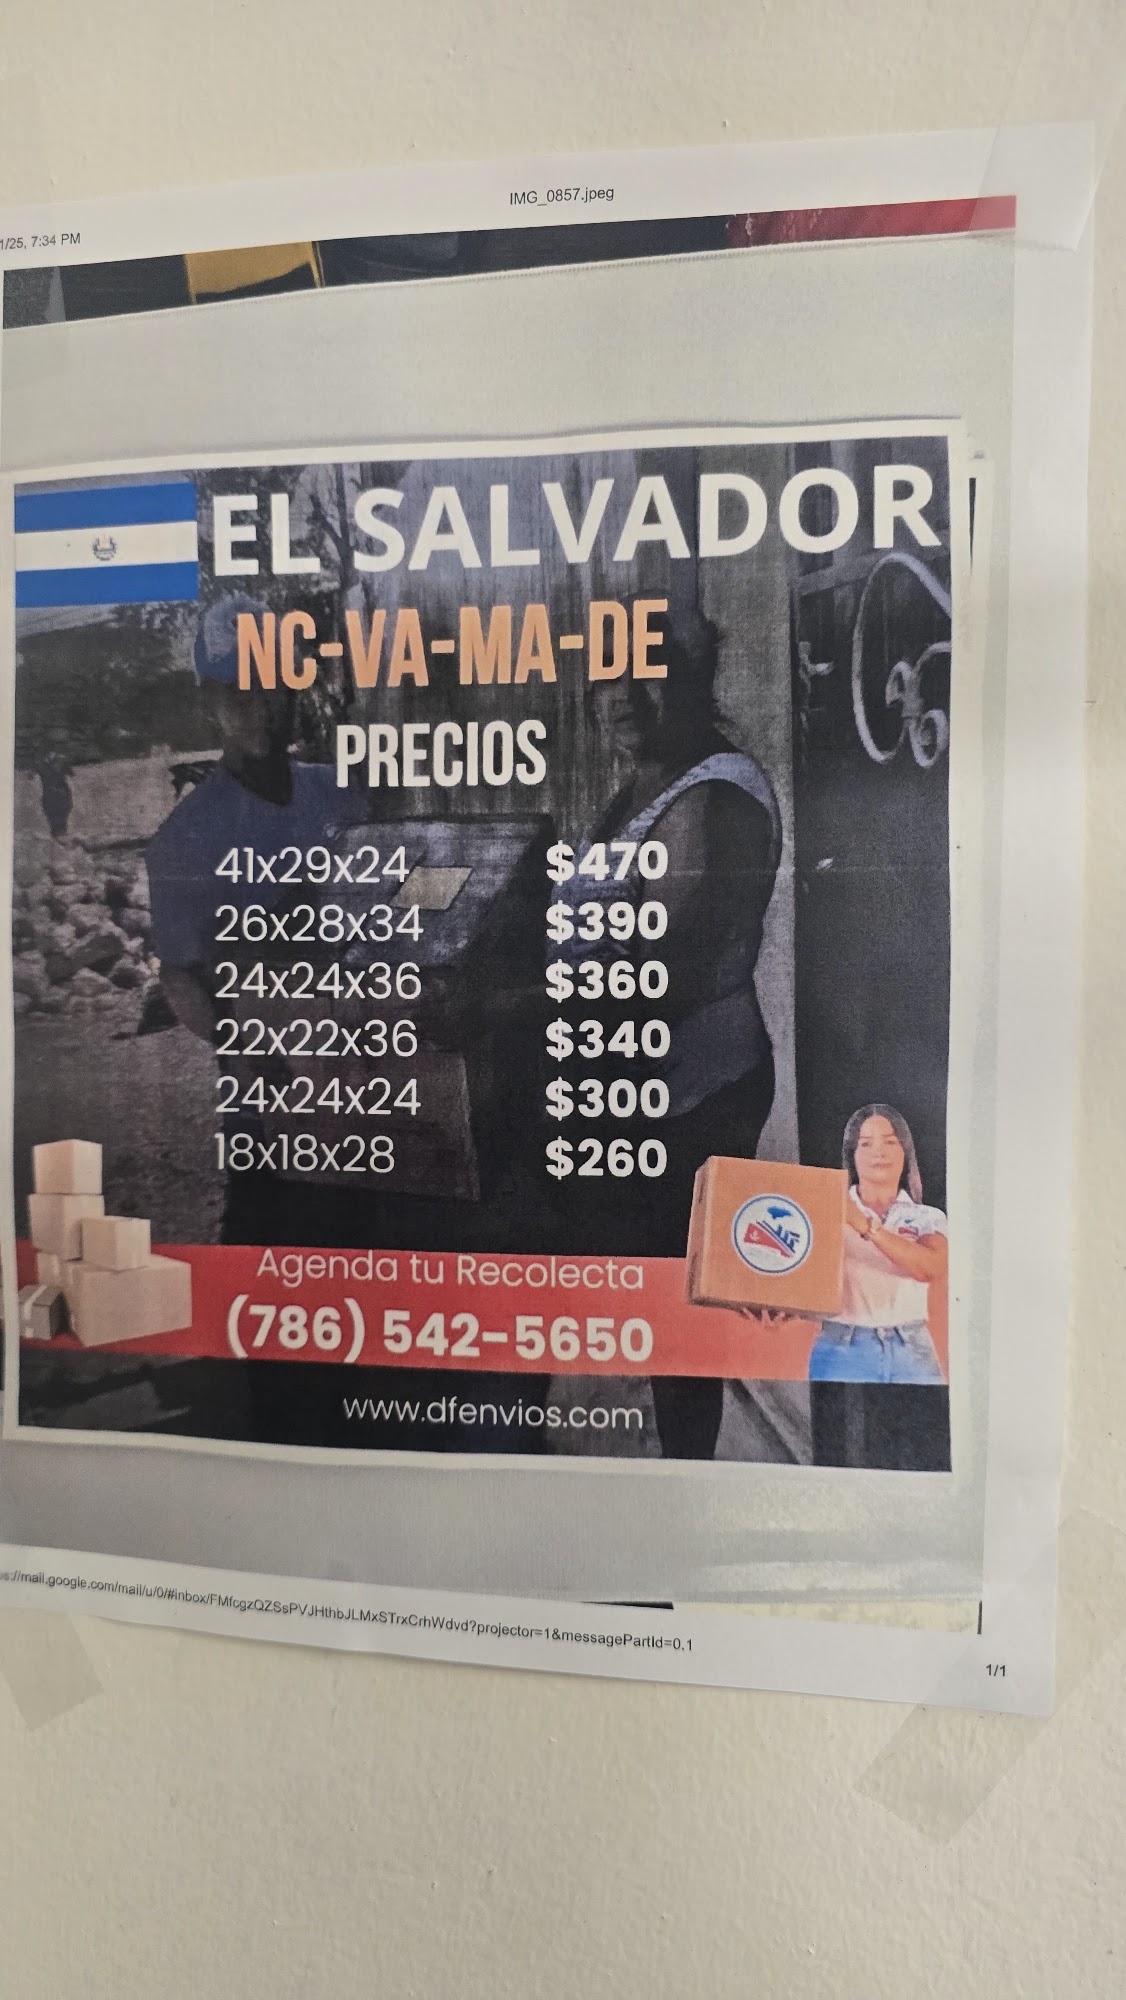 IMG_0857.jpeg
1/25, 7:34 PM
EL SALVADOR
NC-VA-MA-DE
PRECIOS
41x29x24 $470
26x28x34 $390
24x24x36 $360
22x22x36 $340
24x24x24 $300
18x18x28 $260
Agenda tu Recolecta
(786) 542-5650
www.dfenvios.com
s://mail.google.com/mail/u/0/#inbox/FMfcgzQZSsPVJHthbJLMxSTrxCrhWdvd?projector=1&messagePartId=0.1
1/1